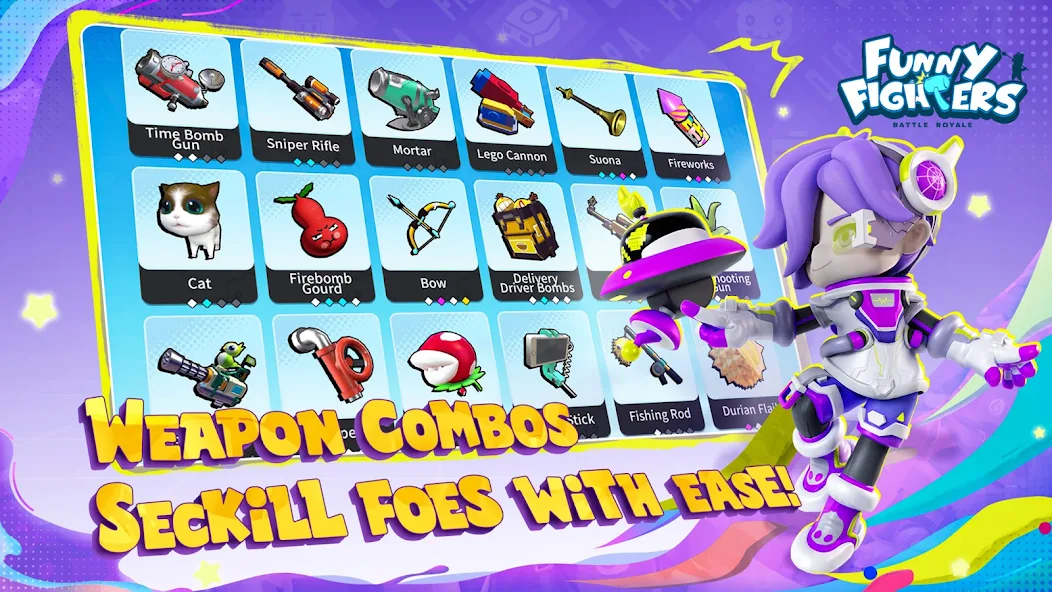 FUNNY
FIGHTERS
BATTLE ROYALE
Time Bomb
Gun
Sniper Rifle
Mortar
Lego Cannon
Suona
Fireworks
Cat
Firebomb
Gourd
Bow
Delivery
Driver Bombs
Gun
Fishing Rod
Durian Flail
WEAPON COMBOS
SECKILL FOES WITH EASE!